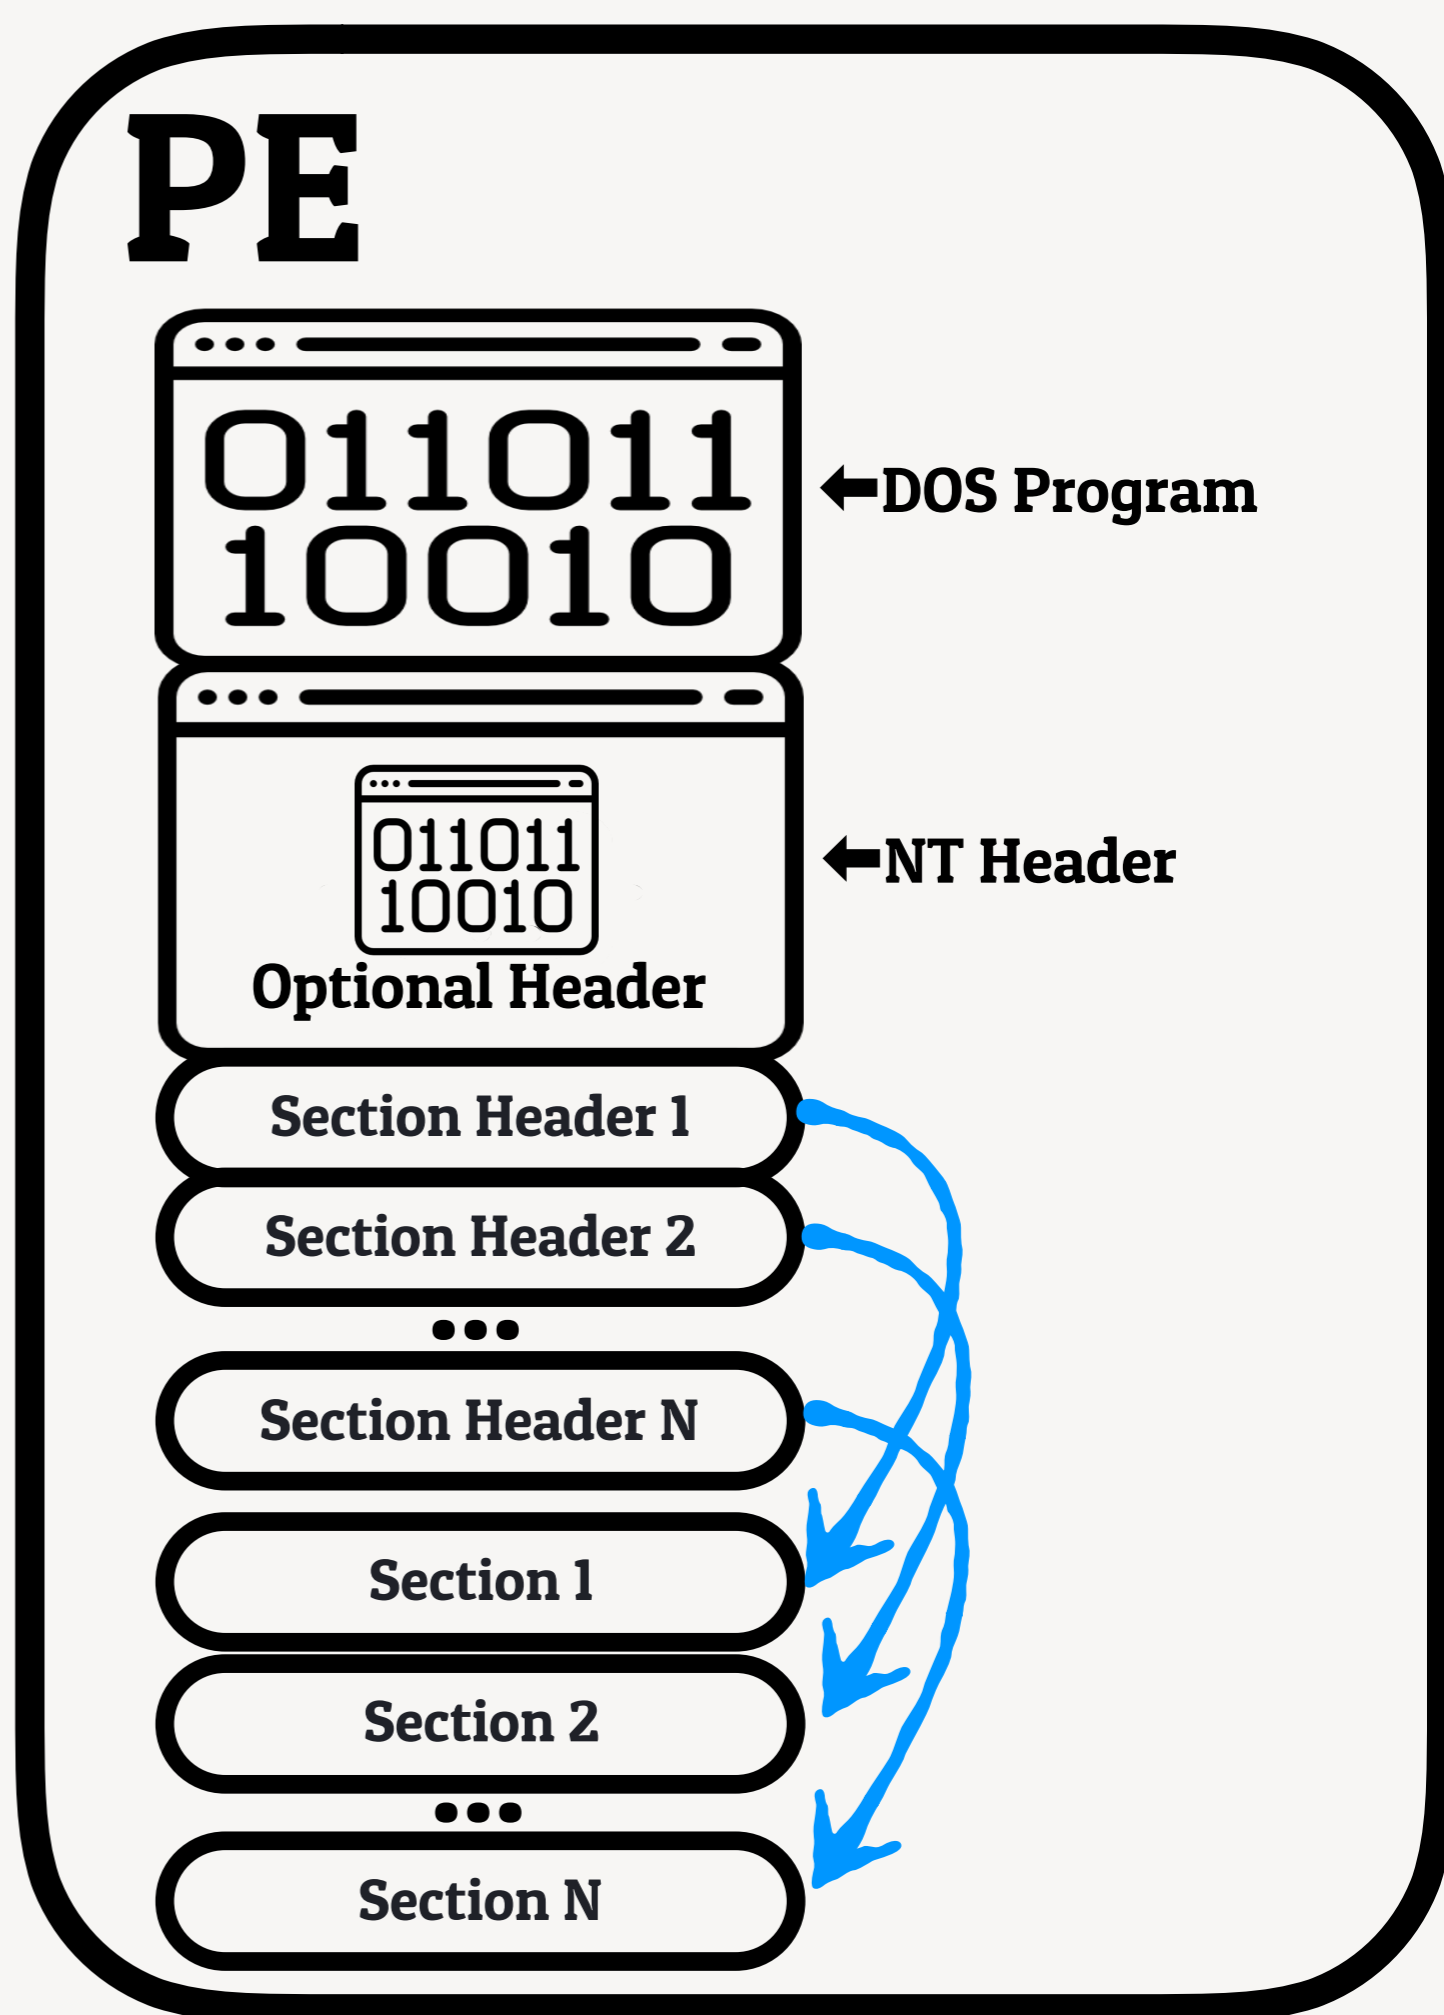 PE
011011
10010
DOS Program
011011
10010
Optional Header
NT Header
Section Header 1
Section Header 2
•••
Section Header N
Section 1
Section 2
•••
Section N